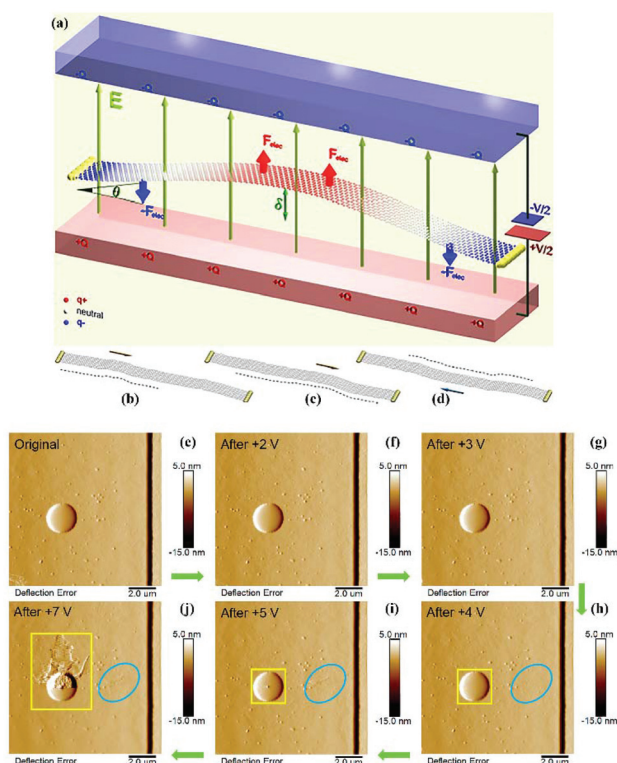 (a)
-Q -Q -Q -Q -Q -Q -Q
E
F elec
F elec
θ
δ
-F elec
-F elec
-V/2
+V/2
q+
neutral
q-
+Q +Q +Q +Q +Q +Q +Q
(b) (c) (d)
Original (e) After +2 V (f) After +3 V (g)
5.0 nm 5.0 nm 5.0 nm
-15.0 nm -15.0 nm -15.0 nm
Deflection Error 2.0 um Deflection Error 2.0 um Deflection Error 2.0 um
After +7 V (j) After +5 V (i) After +4 V (h)
5.0 nm 5.0 nm 5.0 nm
-15.0 nm -15.0 nm -15.0 nm
Deflection Error 2.0 um Deflection Error 2.0 um Deflection Error 2.0 um